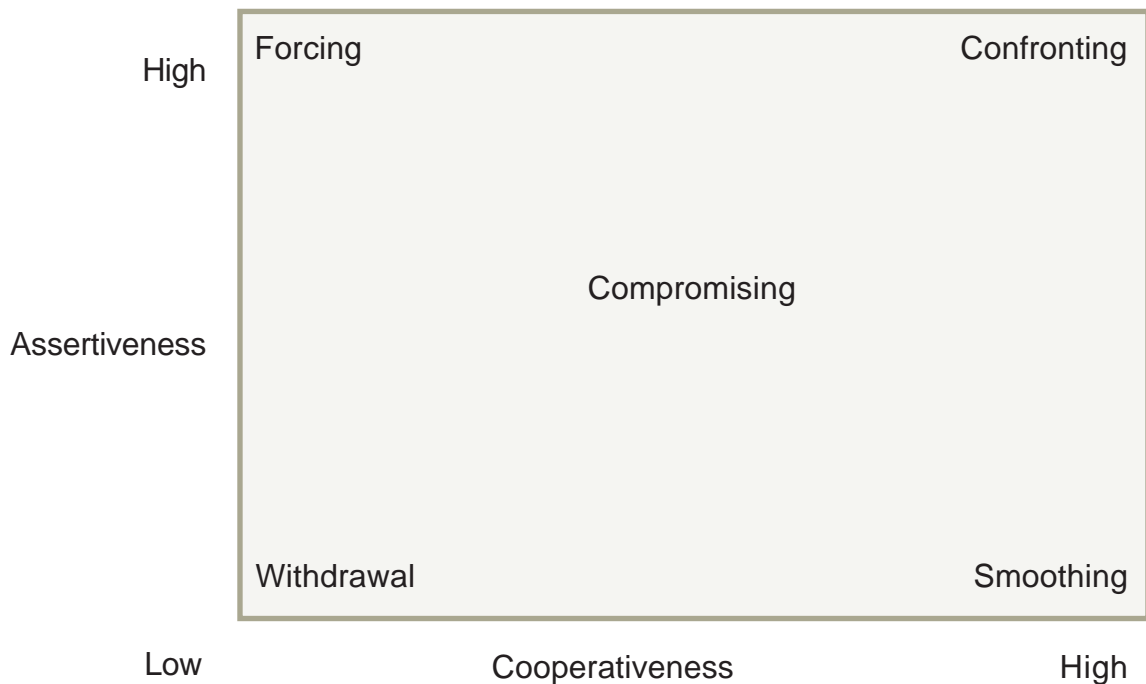 Forcing Confronting
High
Compromising
Assertiveness
Withdrawal Smoothing
Low Cooperativeness High